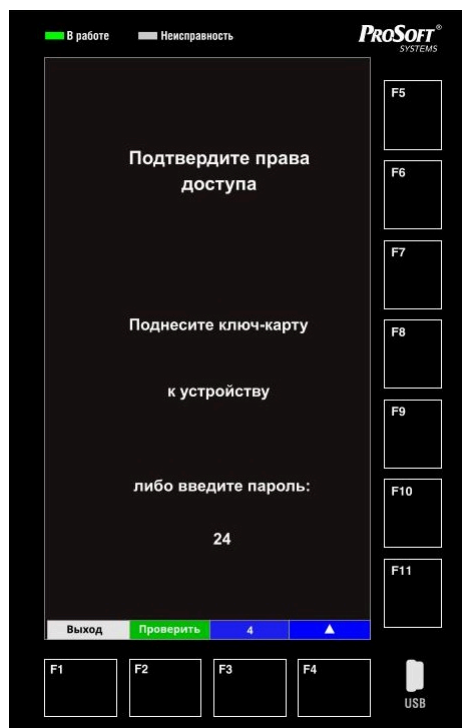 В работе
Неисправность
PROSOFT®
SYSTEMS
F5
Подтвердите права
доступа
F6
F7
Поднесите ключ-карту
F8
к устройству
F9
либо введите пароль:
F10
24
F11
Выход
Проверить
4
F1
F2
F3
F4
USB